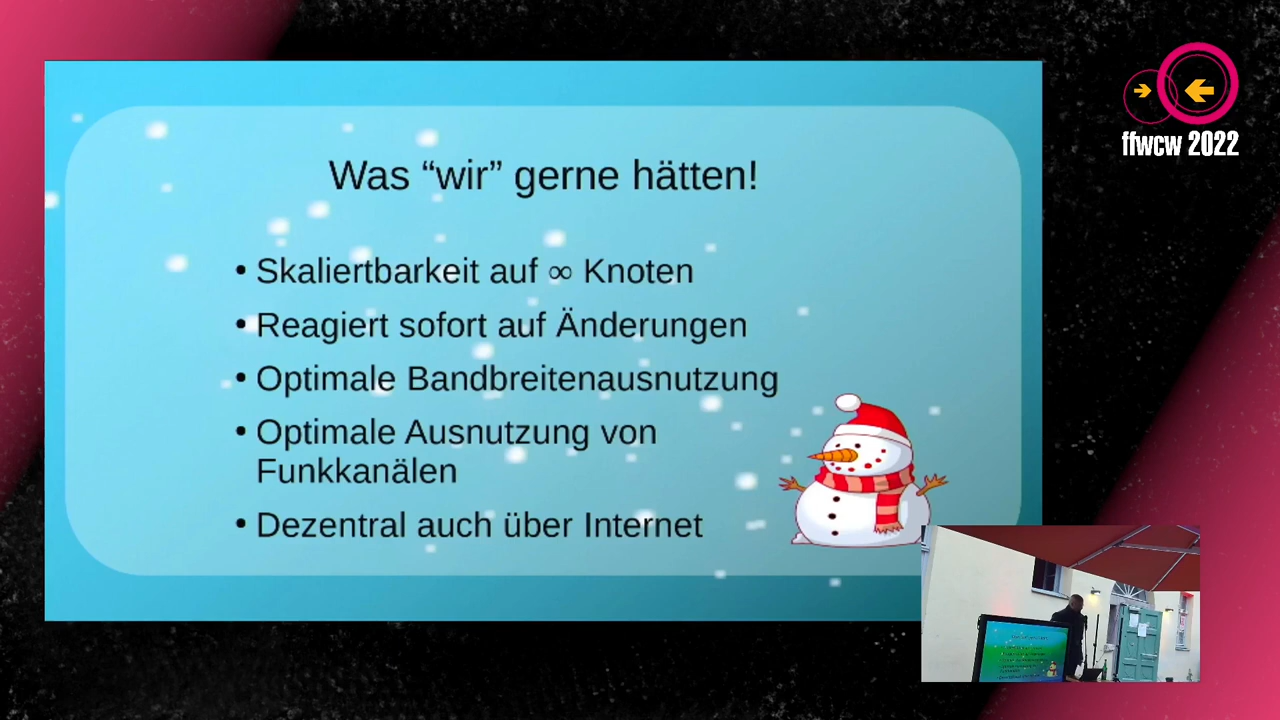 ffwcw 2022
Was “wir” gerne hätten!
• Skaliertbarkeit auf ∞ Knoten
• Reagiert sofort auf Änderungen
• Optimale Bandbreitenausnutzung
• Optimale Ausnutzung von
Funkkanälen
• Dezentral auch über Internet